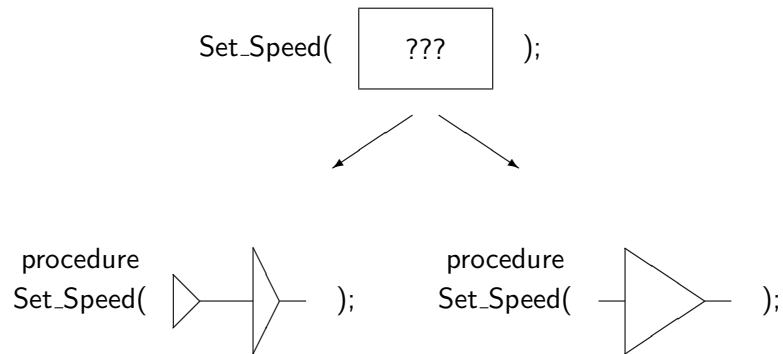 Set_Speed( ??? );
procedure procedure
Set_Speed( ); Set_Speed( );